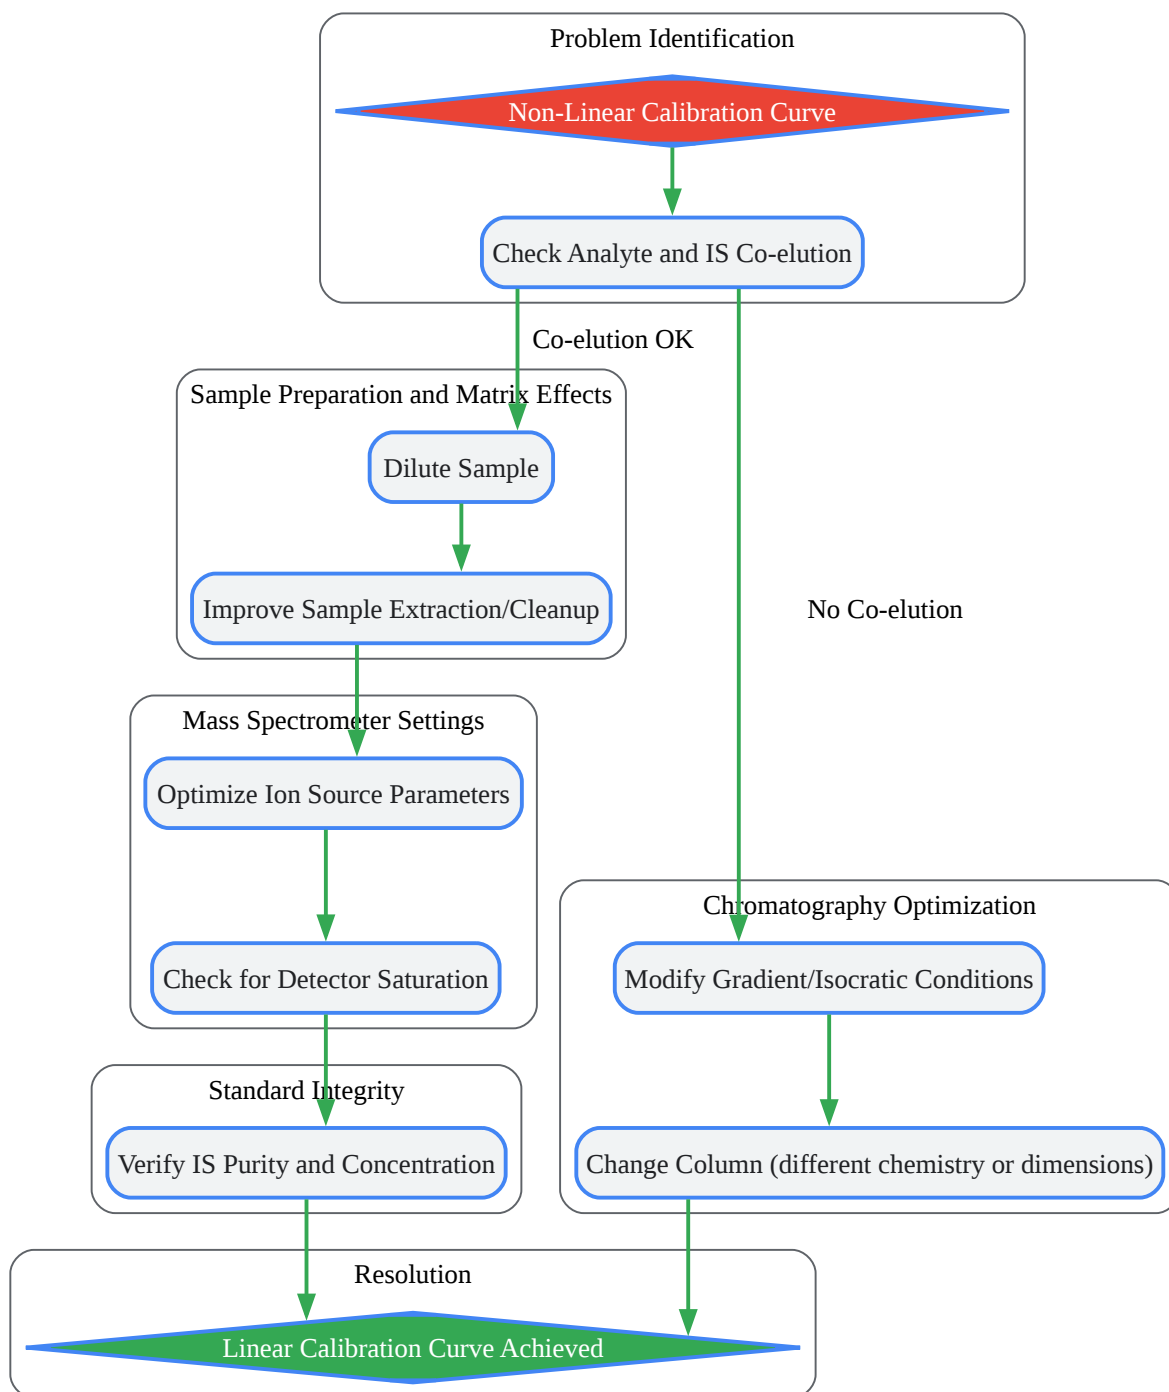 Problem Identification
Non-Linear Calibration Curve
Check Analyte and IS Co-elution
Co-elution OK
Sample Preparation and Matrix Effects
Dilute Sample
Improve Sample Extraction/Cleanup
No Co-elution
Mass Spectrometer Settings
Optimize Ion Source Parameters
Check for Detector Saturation
Chromatography Optimization
Modify Gradient/Isocratic Conditions
Standard Integrity
Verify IS Purity and Concentration
Change Column (different chemistry or dimensions)
Resolution
Linear Calibration Curve Achieved